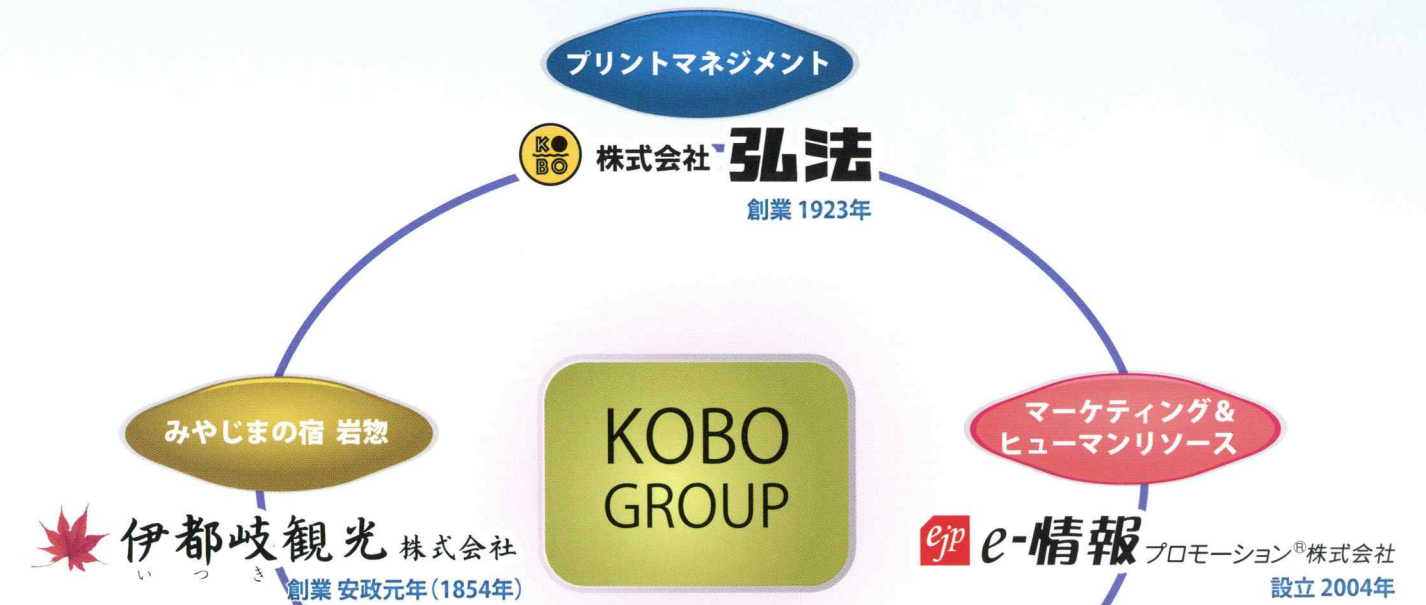 プリントマネジメント
KO
BO
株式会社 弘法
創業 1923年
みやじまの宿 岩惣
KOBO
GROUP
マーケティング&
ヒューマンリソース
伊都岐観光 株式会社
いつき
創業 安政元年(1854年)
ejp e-情報 プロモーション®株式会社
設立 2004年